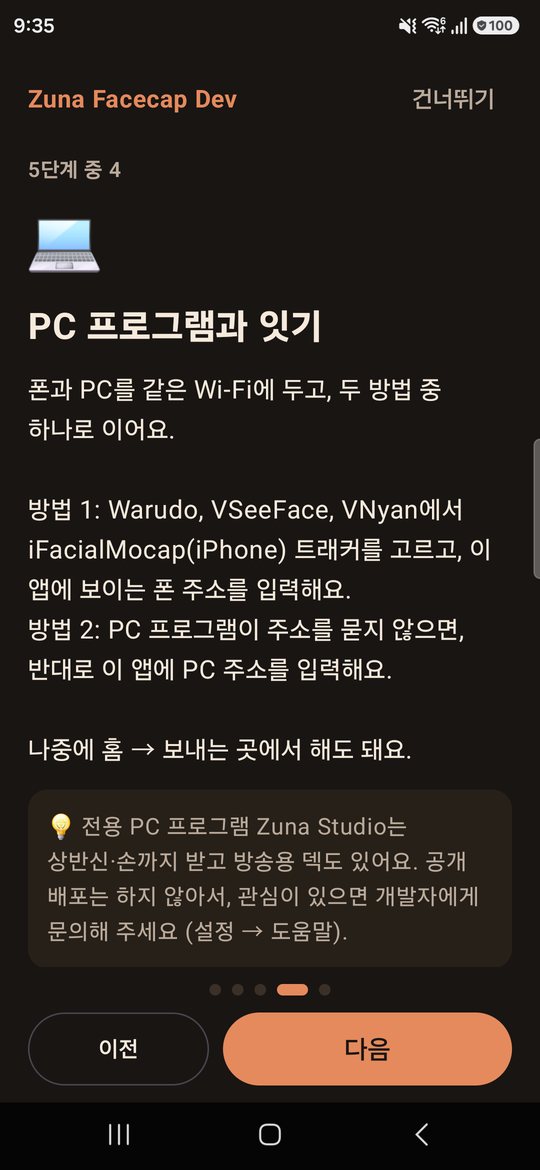 9:35
6
100
Zuna Facecap Dev
건너뛰기
5단계 중 4
PC 프로그램과 잇기
폰과 PC를 같은 Wi-Fi에 두고, 두 방법 중
하나로 이어요.
방법 1: Warudo, VSeeFace, VNyan에서
iFacialMocap(iPhone) 트래커를 고르고, 이
앱에 보이는 폰 주소를 입력해요.
방법 2: PC 프로그램이 주소를 묻지 않으면,
반대로 이 앱에 PC 주소를 입력해요.
나중에 홈 → 보내는 곳에서 해도 돼요.
💡 전용 PC 프로그램 Zuna Studio는
상반신·손까지 받고 방송용 덱도 있어요. 공개
배포는 하지 않아서, 관심이 있으면 개발자에게
문의해 주세요 (설정 → 도움말).
이전
다음